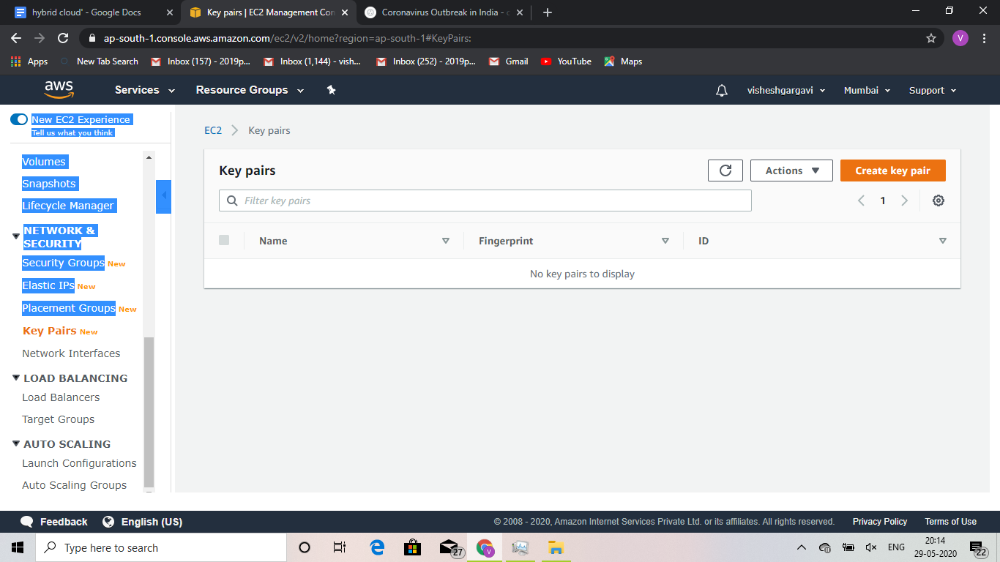 hybrid cloud' - Google Docs
Key pairs | EC2 Management Con
Coronavirus Outbreak in India - c
ap-south-1.console.aws.amazon.com/ec2/v2/home?region=ap-south-1#KeyPairs:
V
Apps
New Tab Search
Inbox (157) - 2019p...
Inbox (1,144) - vish...
Inbox (252) - 2019p...
Gmail
YouTube
Maps
aws
Services
Resource Groups
visheshgargavi
Mumbai
Support
New EC2 Experience
Tell us what you think
Volumes
Snapshots
Lifecycle Manager
NETWORK &
SECURITY
Security Groups New
Elastic IPs New
Placement Groups New
Key Pairs New
Network Interfaces
LOAD BALANCING
Load Balancers
Target Groups
AUTO SCALING
Launch Configurations
Auto Scaling Groups
EC2 > Key pairs
Key pairs
Actions
Create key pair
Filter key pairs
1
Name
Fingerprint
ID
No key pairs to display
Feedback
English (US)
© 2008 - 2020, Amazon Internet Services Private Ltd. or its affiliates. All rights reserved.
Privacy Policy
Terms of Use
Type here to search
27
V
ENG
20:14
29-05-2020
22